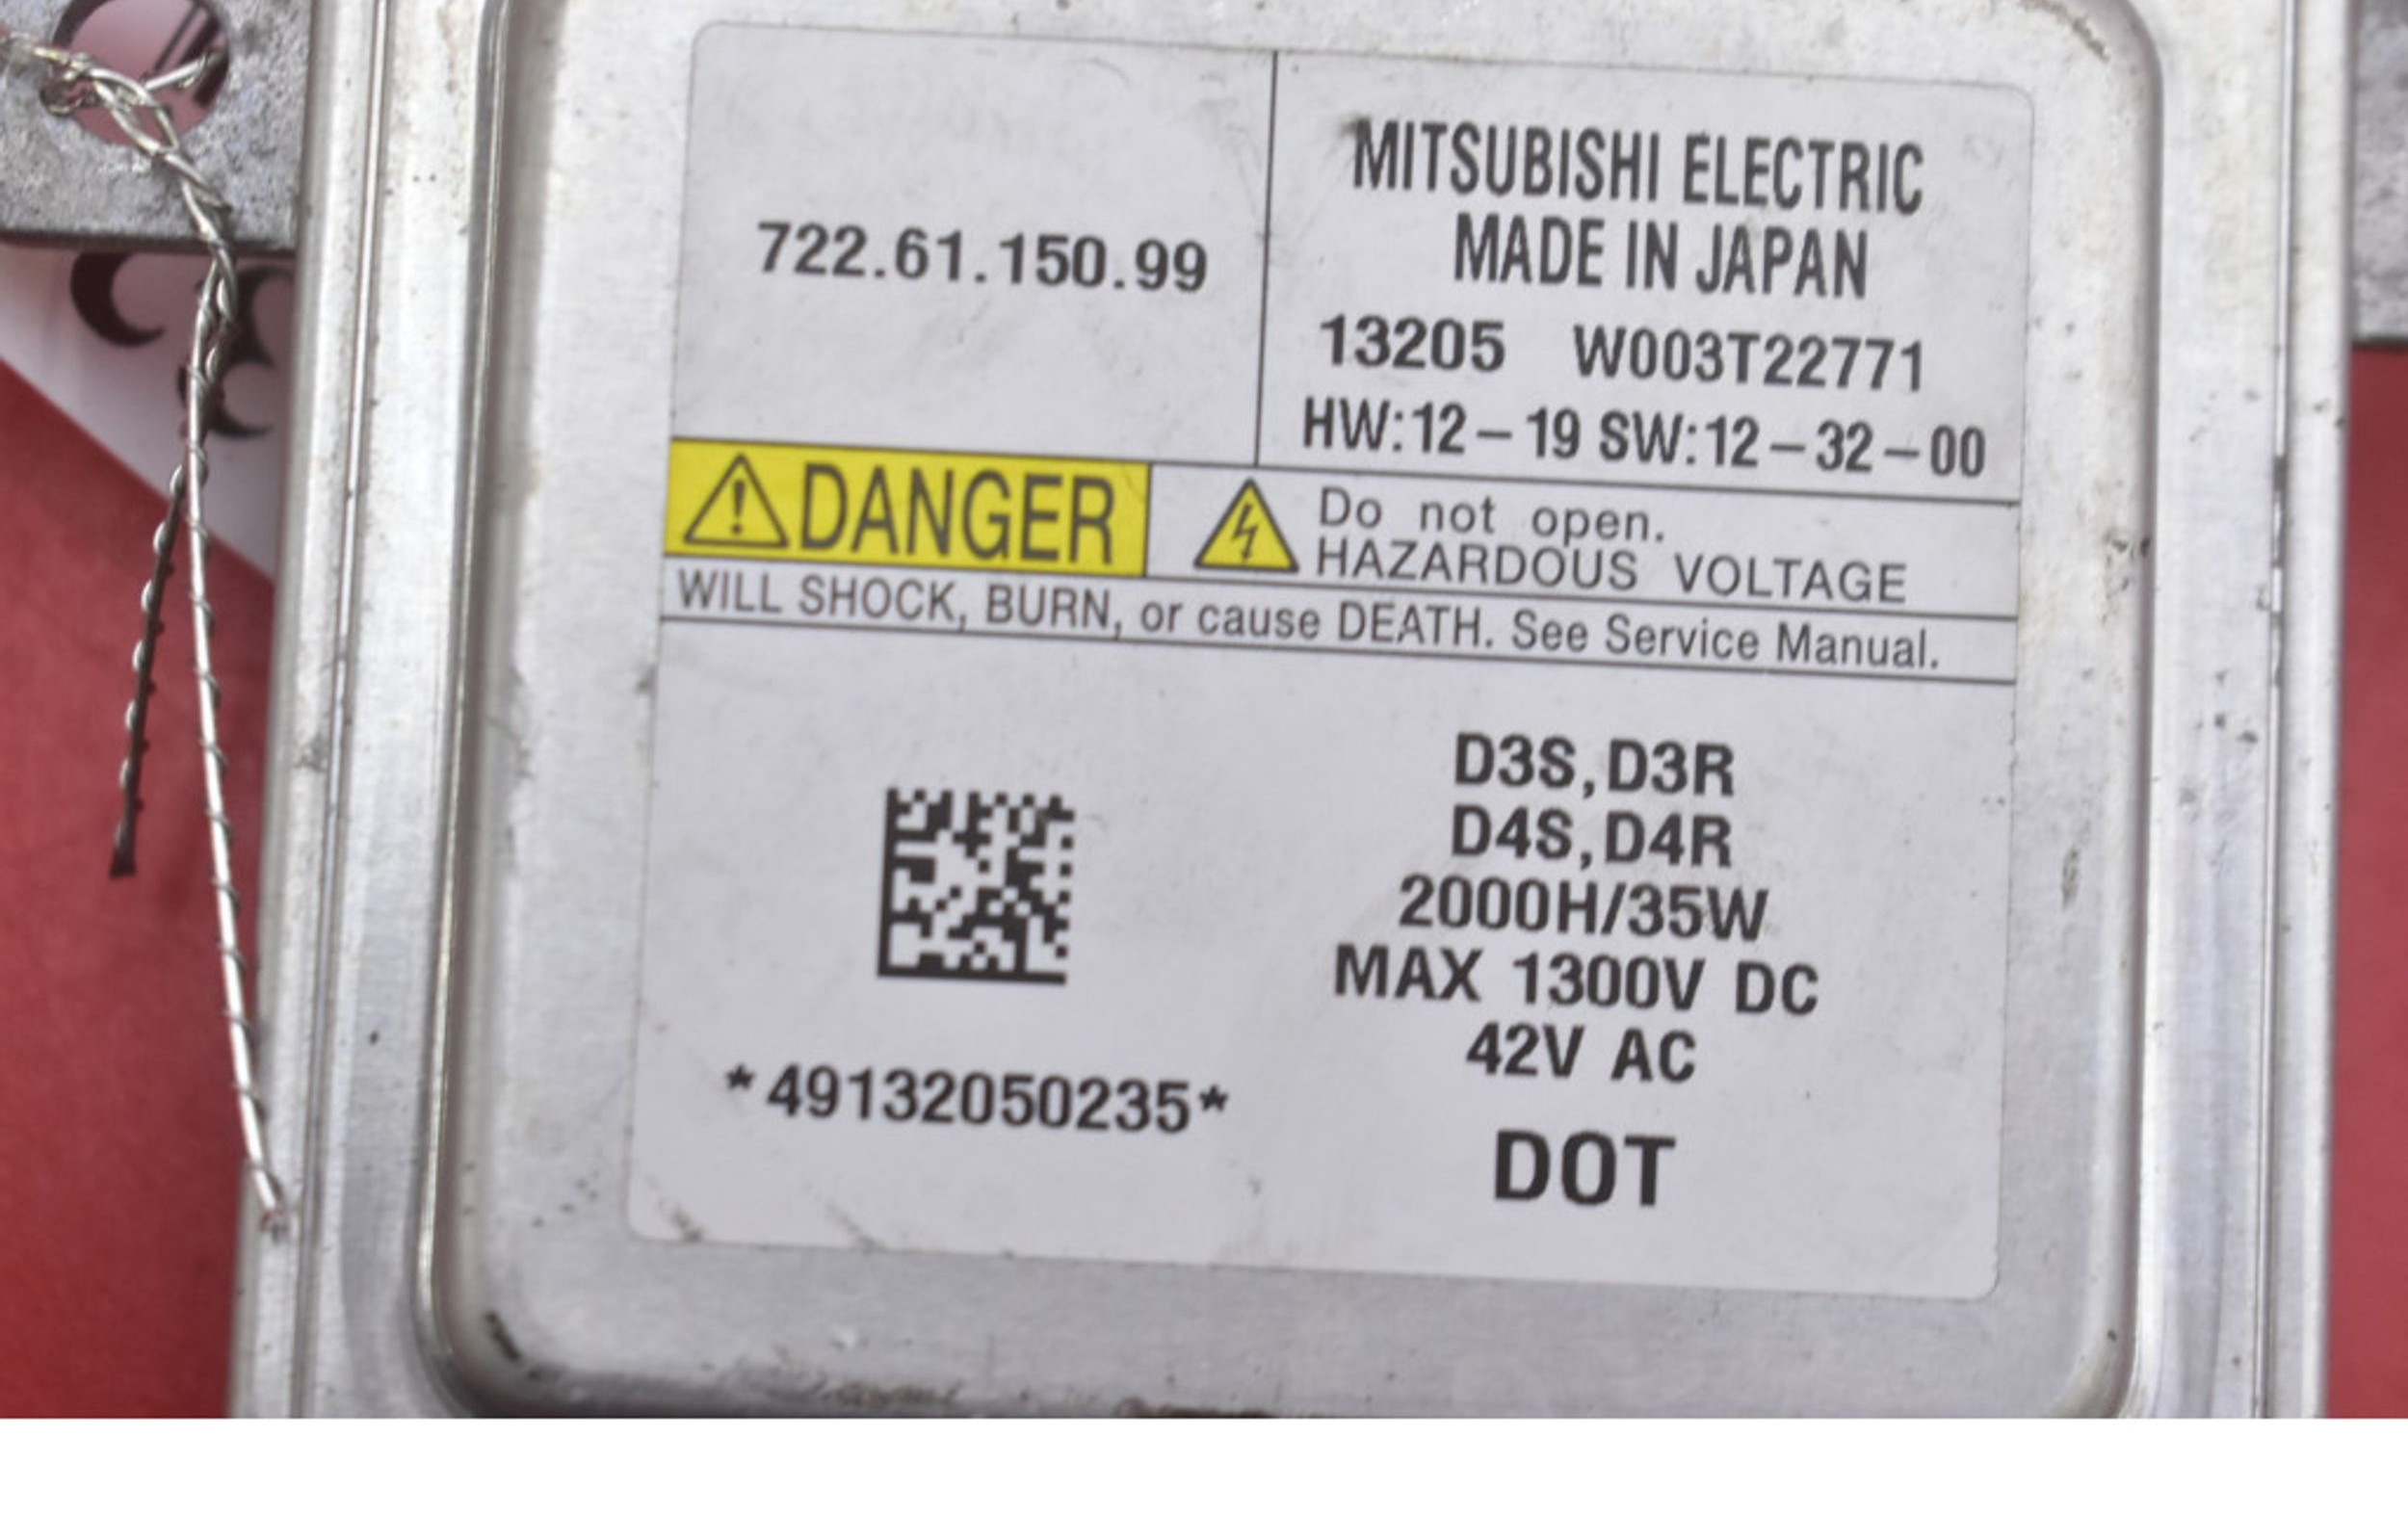 722.61.150.99
MITSUBISHI ELECTRIC
MADE IN JAPAN
13205 W003T22771
HW:12-19 SW:12-32-00
DANGER
Do not open.
HAZARDOUS VOLTAGE
WILL SHOCK, BURN, or cause DEATH. See Service Manual.
D3S,D3R
D4S,D4R
2000H/35W
MAX 1300V DC
42V AC
*49132050235*
DOT